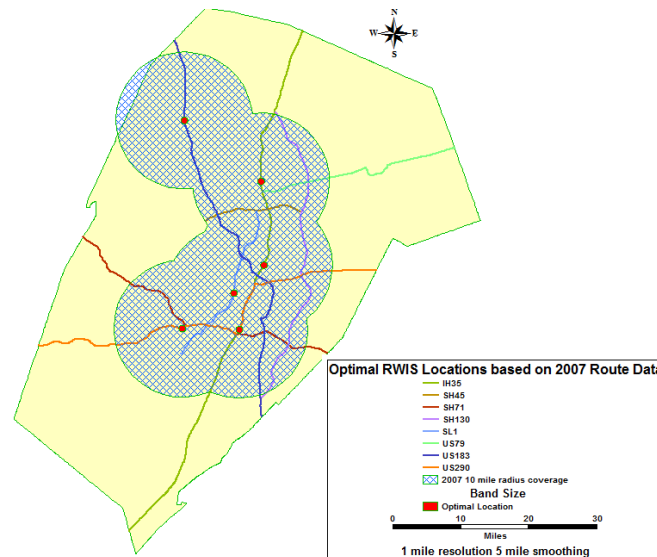 N
W E
S
Optimal RWIS Locations based on 2007 Route Data
IH35
SH45
SH71
SH130
SL1
US79
US183
US290
2007 10 mile radius coverage
Band Size
Optimal Location
0 10 20 30
Miles
1 mile resolution 5 mile smoothing